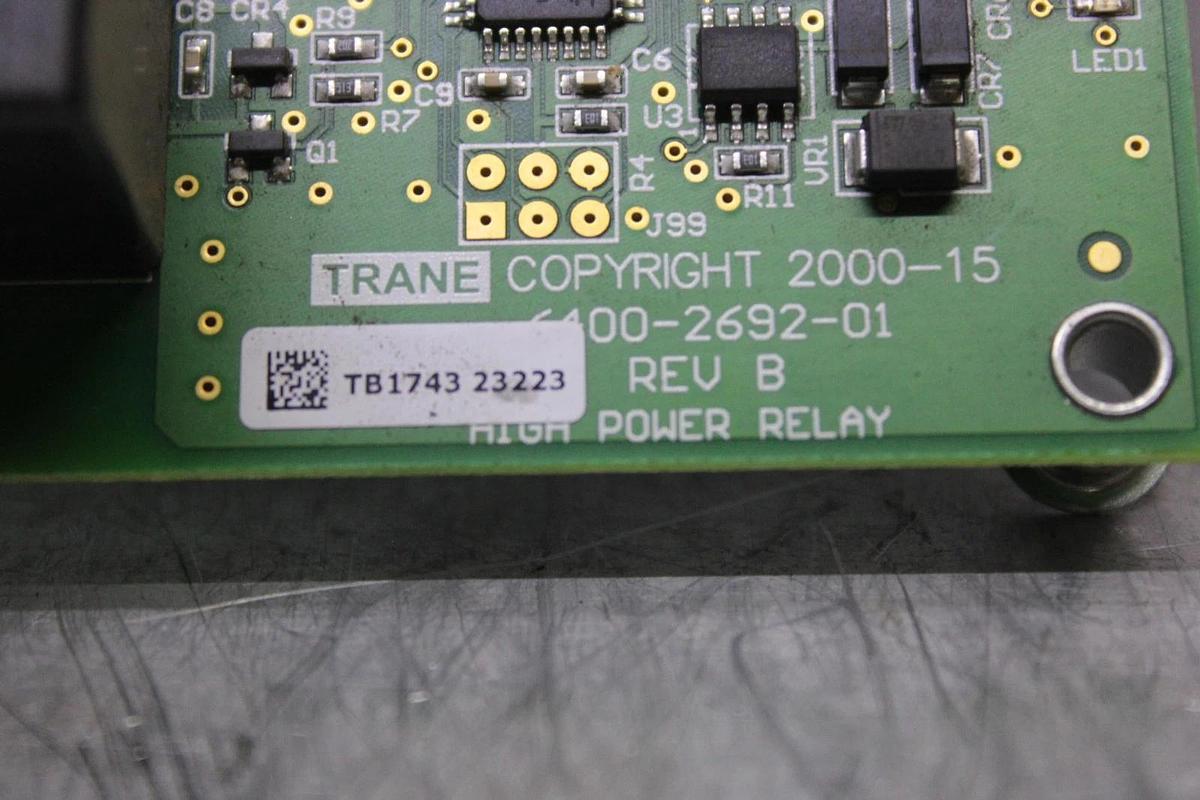 C8 CR4 R9
C6
LED1
C9
CR7
U3
1
R7
Q1
R4
VR1
R11
J99
TRANE COPYRIGHT 2000-15
6400-2692-01
REV B
TB1743 23223
HIGH POWER RELAY